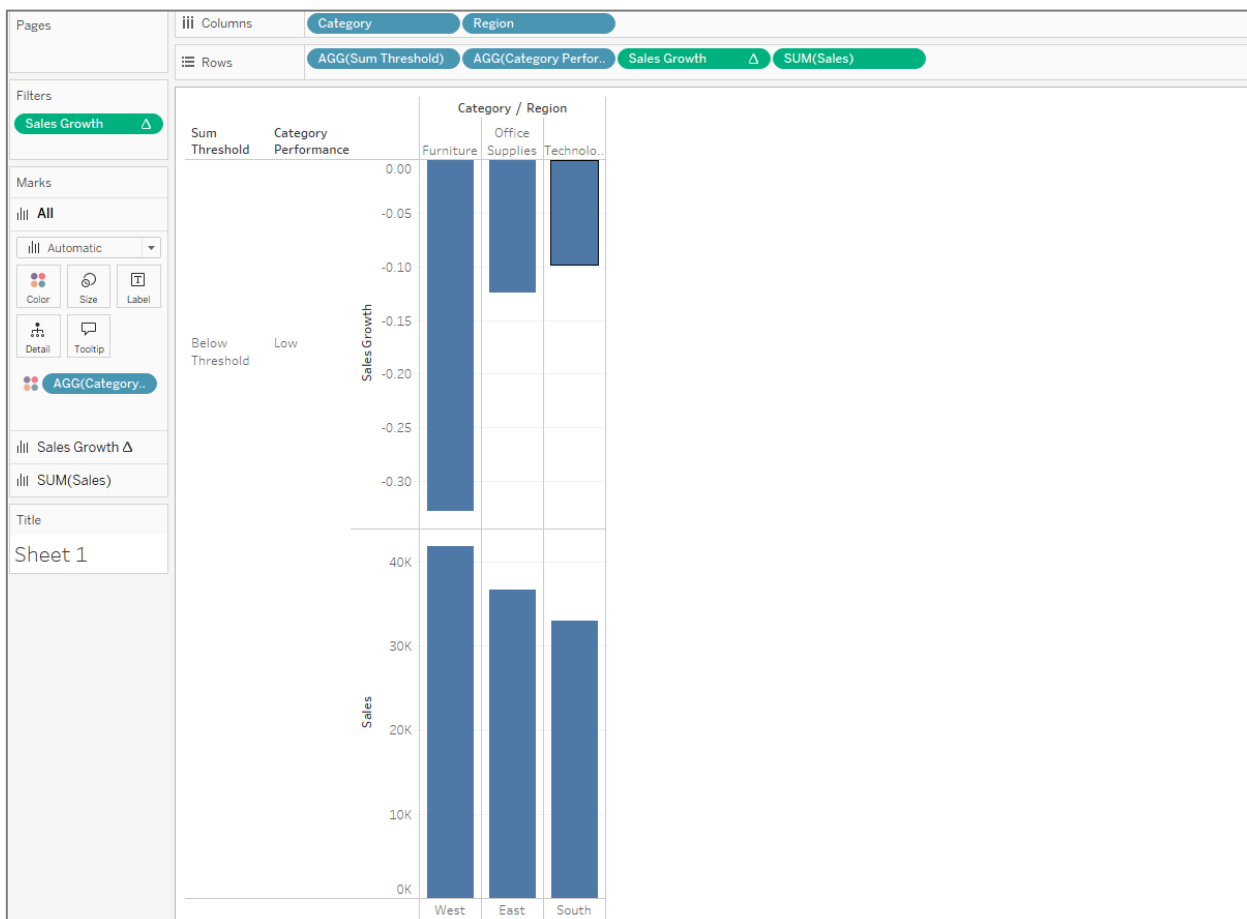 Pages
Columns
Category
Region
Rows
AGG(Sum Threshold)
AGG(Category Perfor..
Sales Growth Δ
SUM(Sales)
Filters
Sales Growth Δ
Marks
All
Automatic
Color
Size
Label
Detail
Tooltip
AGG(Category..
Sales Growth Δ
SUM(Sales)
Title
Sheet 1
Category / Region
Sum
Threshold
Category
Performance
Furniture
Office
Supplies
Technolo..
Below
Threshold
Low
Sales Growth
0.00
-0.05
-0.10
-0.15
-0.20
-0.25
-0.30
Sales
40K
30K
20K
10K
0K
West
East
South